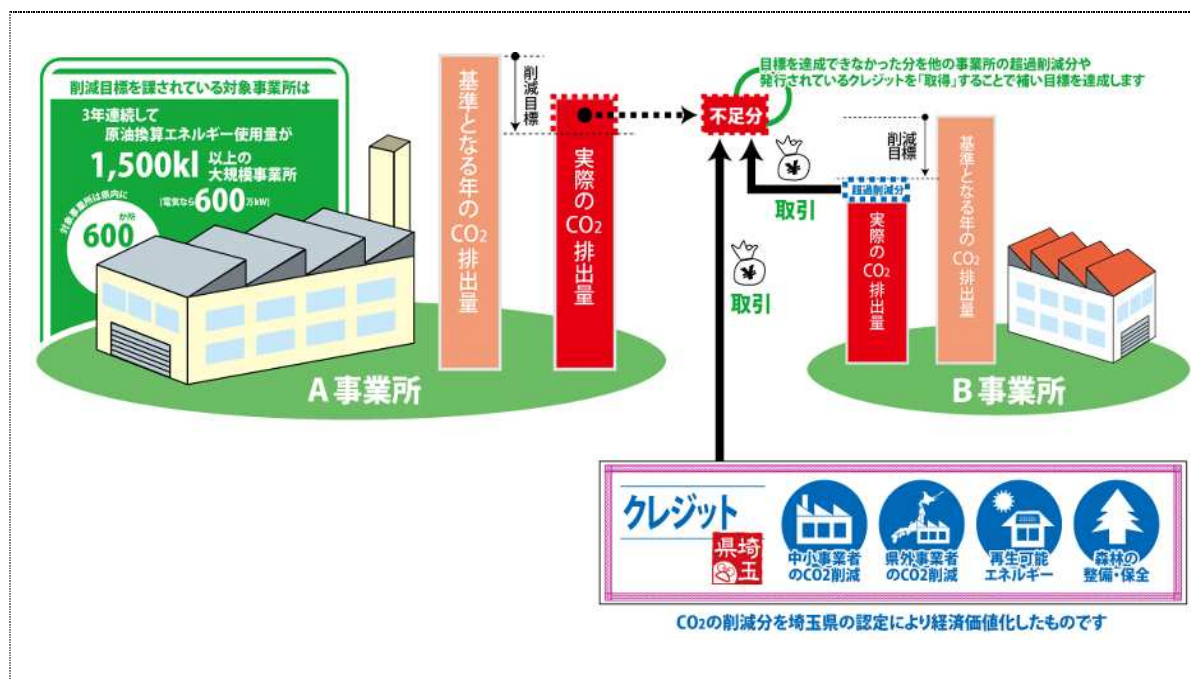 削減目標を課されている対象事業所は
3年連続して
原油換算エネルギー使用量が
1,500kl 以上の
大規模事業所
(電気なら600万kW)
対象事業所は県内に
600か所
基準となる年のCO2排出量
削減目標
実際のCO2排出量
A事業所
目標を達成できなかった分を他の事業所の超過削減分や
発行されているクレジットを「取得」することで補い目標を達成します
不足分
取引
取引
削減
目標
超過削減分
実際のCO2排出量
基準となる年のCO2排出量
B事業所
クレジット
埼玉県
中小事業者
のCO2削減
県外事業者
のCO2削減
再生可能
エネルギー
森林の
整備・保全
CO2の削減分を埼玉県の認定により経済価値化したものです